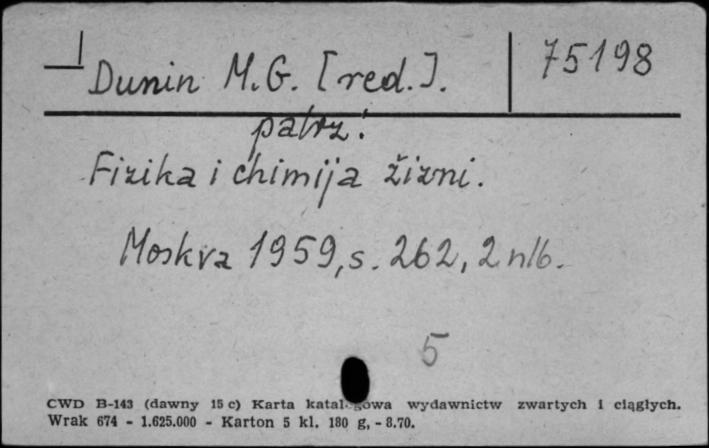 Dunin M.G. [red.].
75198
patrz:
Fizika i chimija žizni.
Moskva 1959, s. 262, 2 nlb.
5
CWD B-143 (dawny 15 c) Karta katalogowa wydawnictw zwartych i ciągłych.
Wrak 674 - 1.625.000 - Karton 5 kl. 180 g, - 8.70.